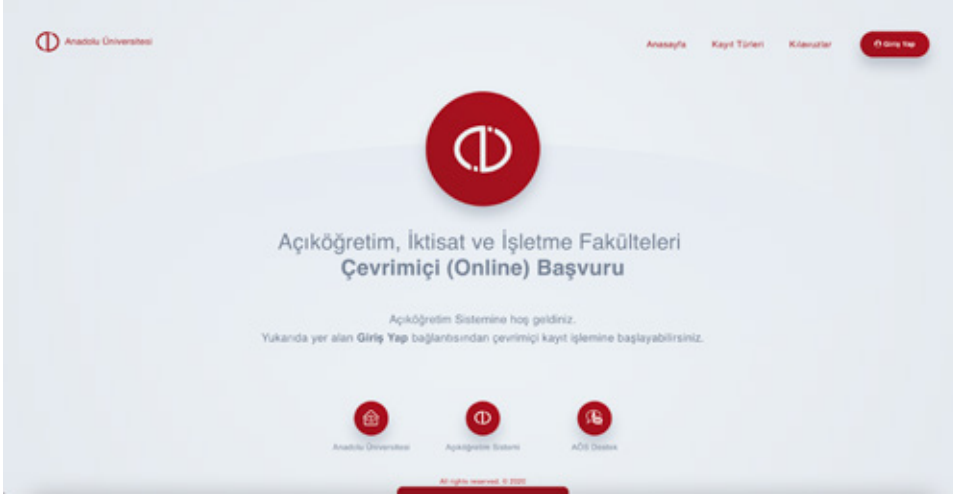 Anadolu Üniversitesi
Anasayfa Kayıt Türleri Kılavuzlar Giriş Yap
Açıköğretim, İktisat ve İşletme Fakülteleri
Çevrimiçi (Online) Başvuru
Açıköğretim Sistemine hoş geldiniz.
Yukarıda yer alan Giriş Yap bağlantısından çevrimiçi kayıt işlemine başlayabilirsiniz.
Anadolu Üniversitesi Açıköğretim Sistemi AÖS Destek
All rights reserved. © 2020